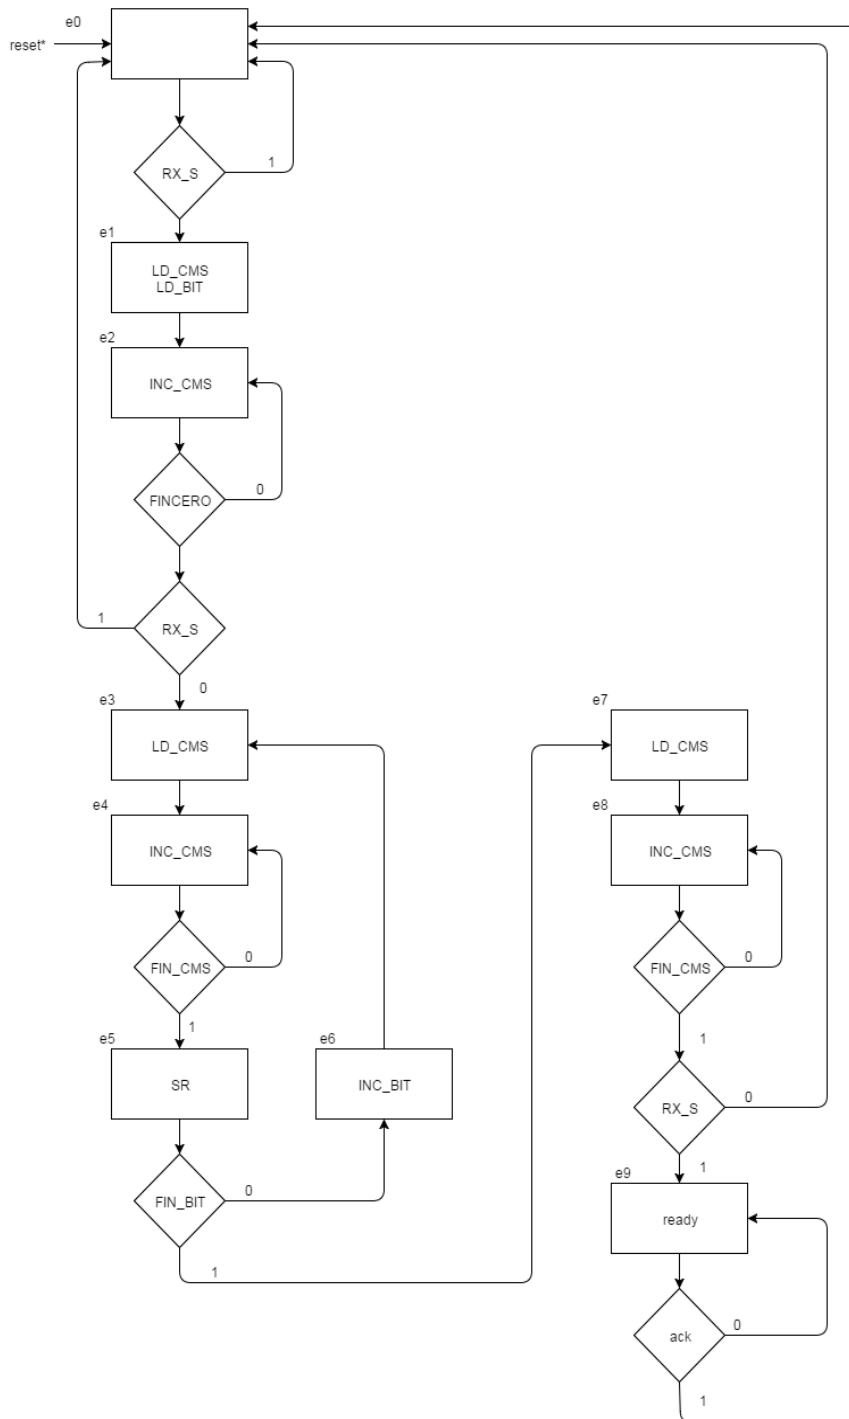 e0
reset*
RX_S
1
e1
LD_CMS
LD_BIT
e2
INC_CMS
FINCERO
0
1
RX_S
0
e3
LD_CMS
e4
INC_CMS
FIN_CMS
0
1
e5
SR
e6
INC_BIT
FIN_BIT
0
1
e7
LD_CMS
e8
INC_CMS
FIN_CMS
0
1
RX_S
0
1
e9
ready
ack
0
1